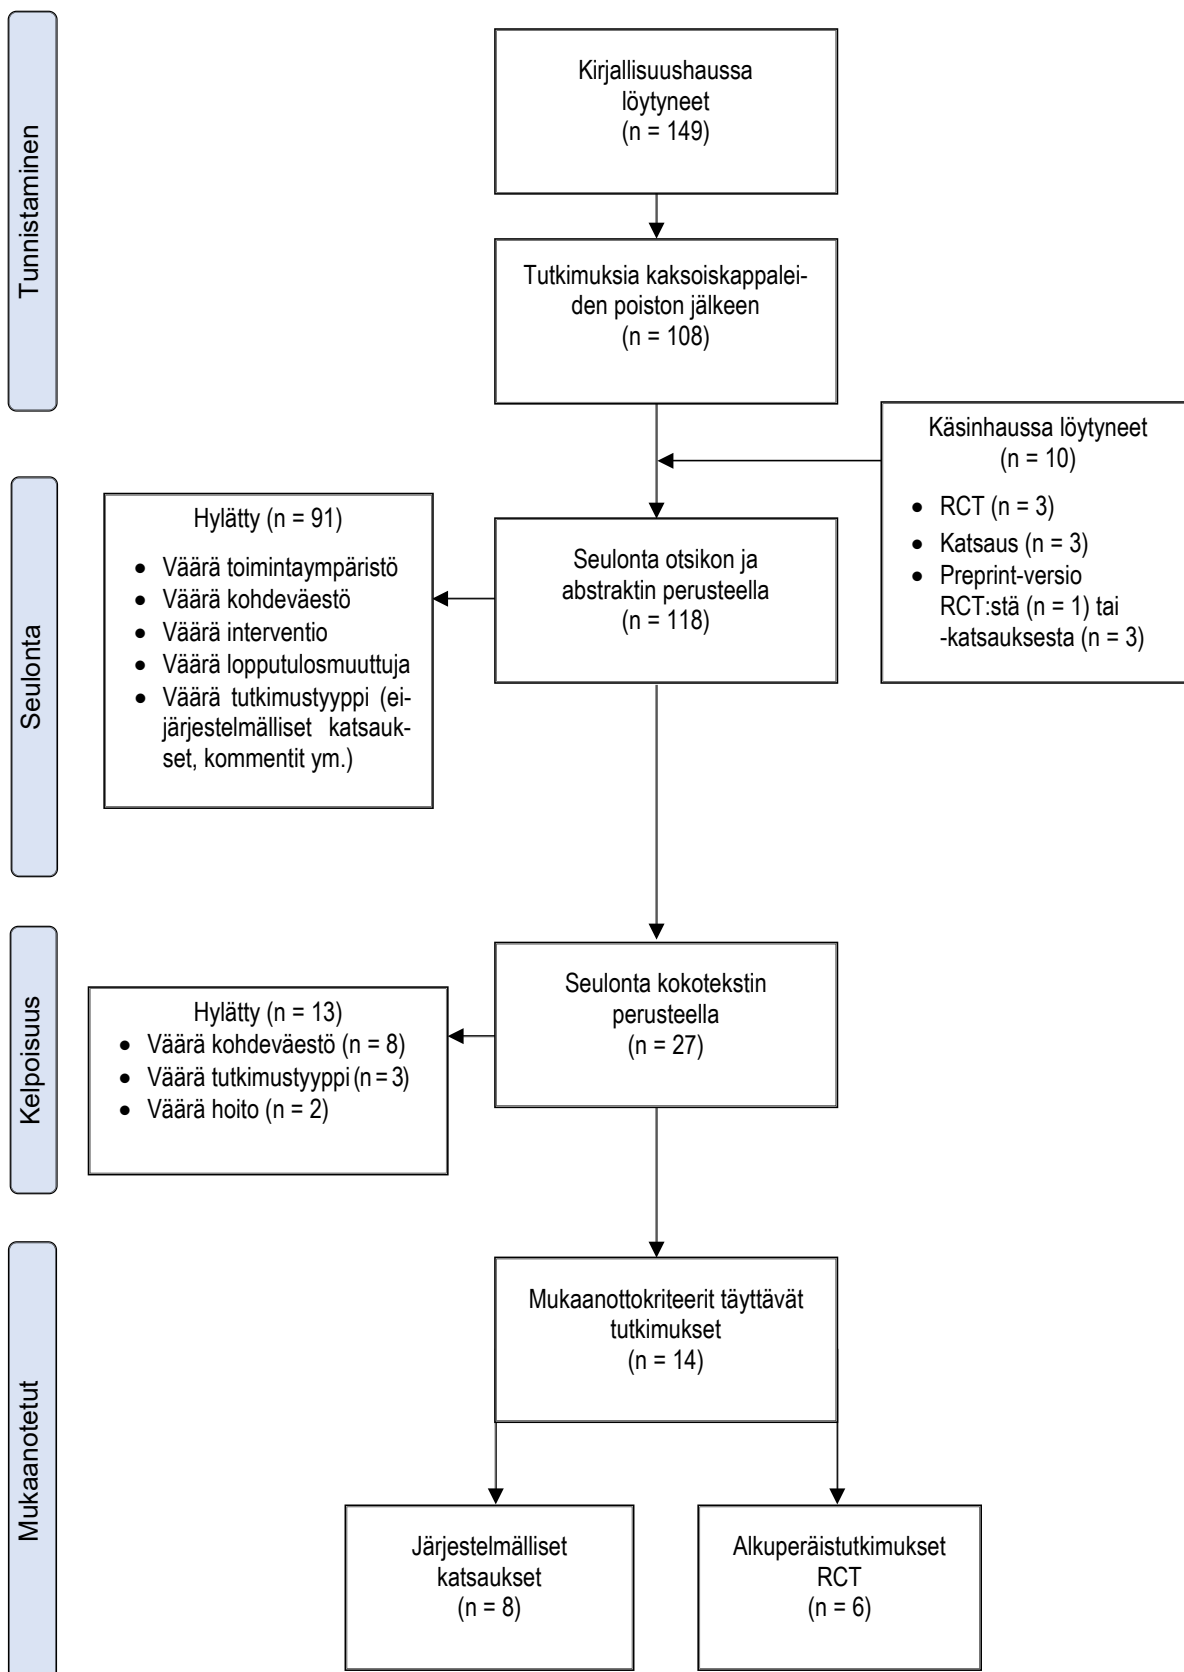 Tunnistaminen
Kirjallisuushaussa
löytyneet
(n = 149)
Tutkimuksia kaksoiskappalei-
den poiston jälkeen
(n = 108)
Käsinhaussa löytyneet
(n = 10)
• RCT (n = 3)
• Katsaus (n = 3)
• Preprint-versio
RCT:stä (n = 1) tai
-katsauksesta (n = 3)
Seulonta
Hylätty (n = 91)
• Väärä toimintaympäristö
• Väärä kohdeväestö
• Väärä interventio
• Väärä lopputulosmuuttuja
• Väärä tutkimustyyppi (ei-
järjestelmälliset katsauk-
set, kommentit ym.)
Seulonta otsikon ja
abstraktin perusteella
(n = 118)
Kelpoisuus
Hylätty (n = 13)
• Väärä kohdeväestö (n = 8)
• Väärä tutkimustyyppi (n = 3)
• Väärä hoito (n = 2)
Seulonta kokotekstin
perusteella
(n = 27)
Mukaanotetut
Mukaanottokriteerit täyttävät
tutkimukset
(n = 14)
Järjestelmälliset
katsaukset
(n = 8)
Alkuperäistutkimukset
RCT
(n = 6)